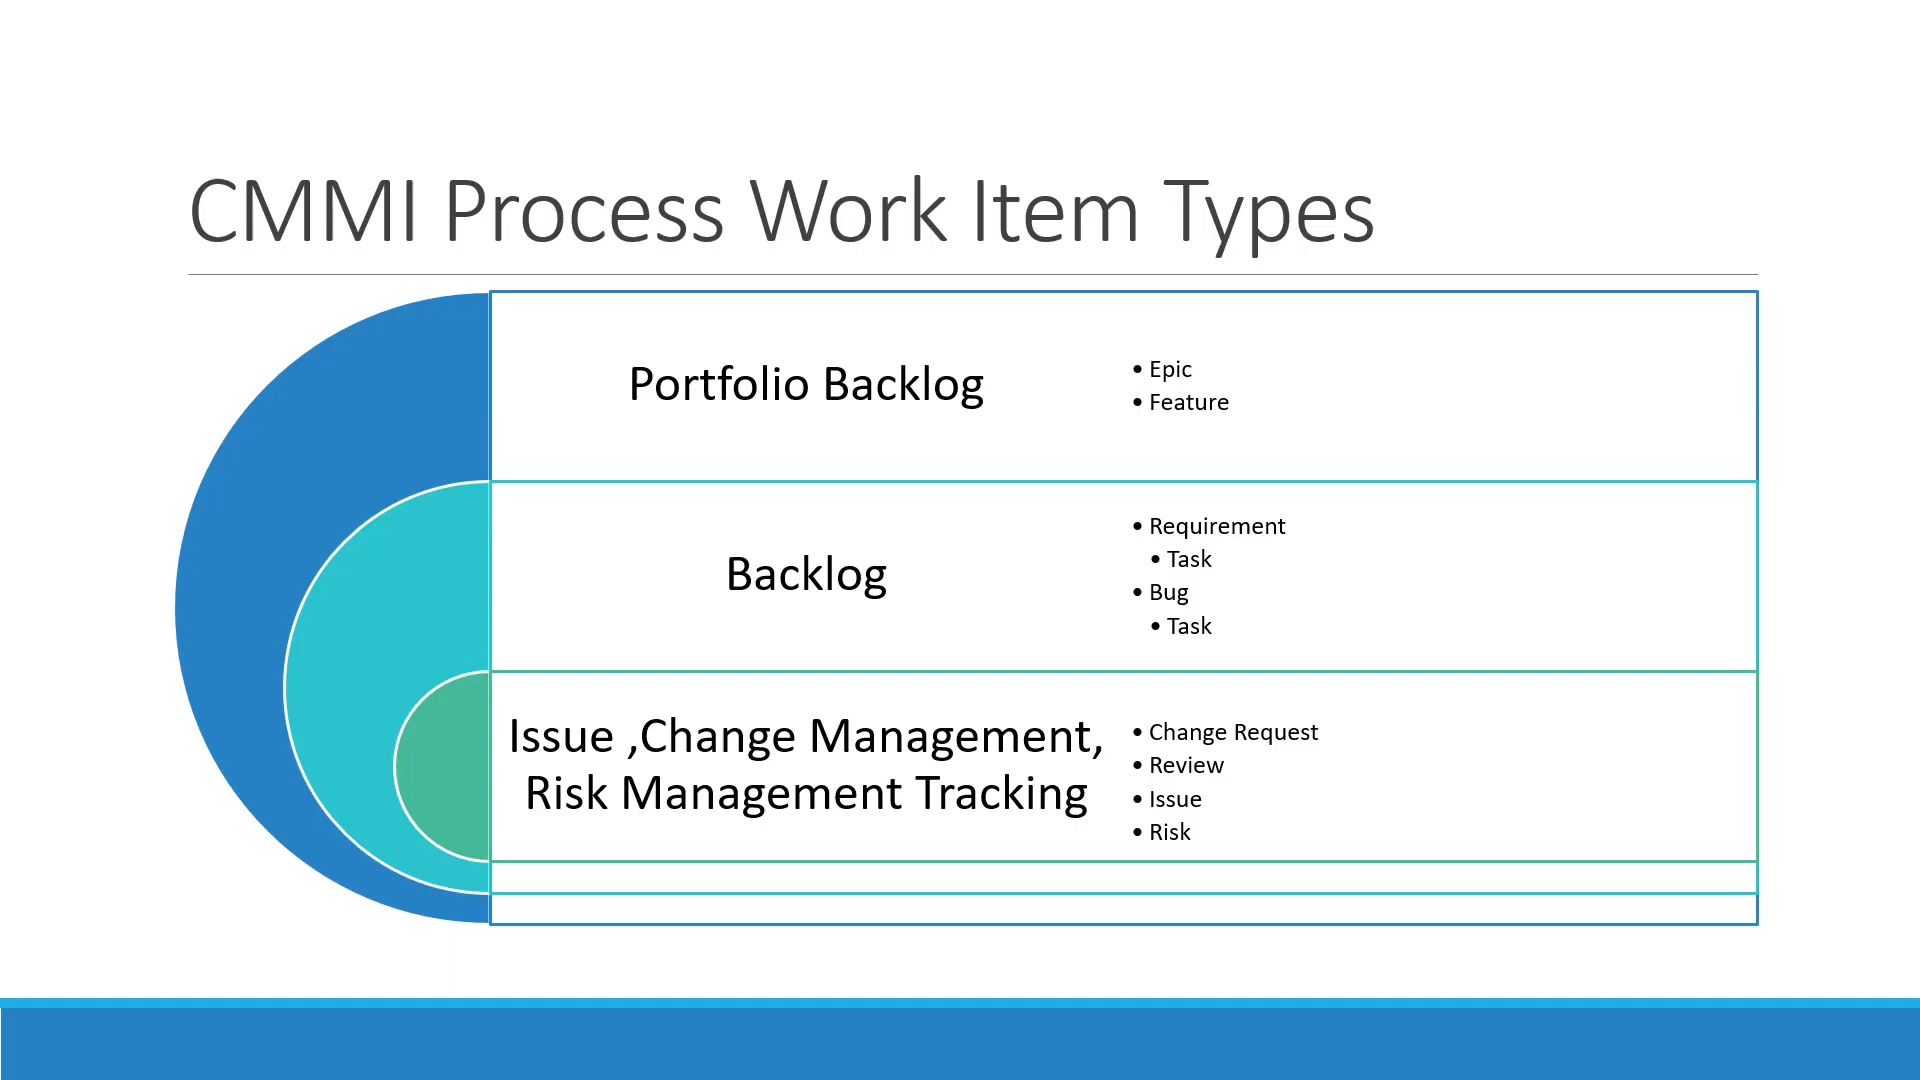 CMMI Process Work Item Types
Portfolio Backlog
• Epic
• Feature
Backlog
• Requirement
• Task
• Bug
• Task
Issue ,Change Management,
Risk Management Tracking
• Change Request
• Review
• Issue
• Risk